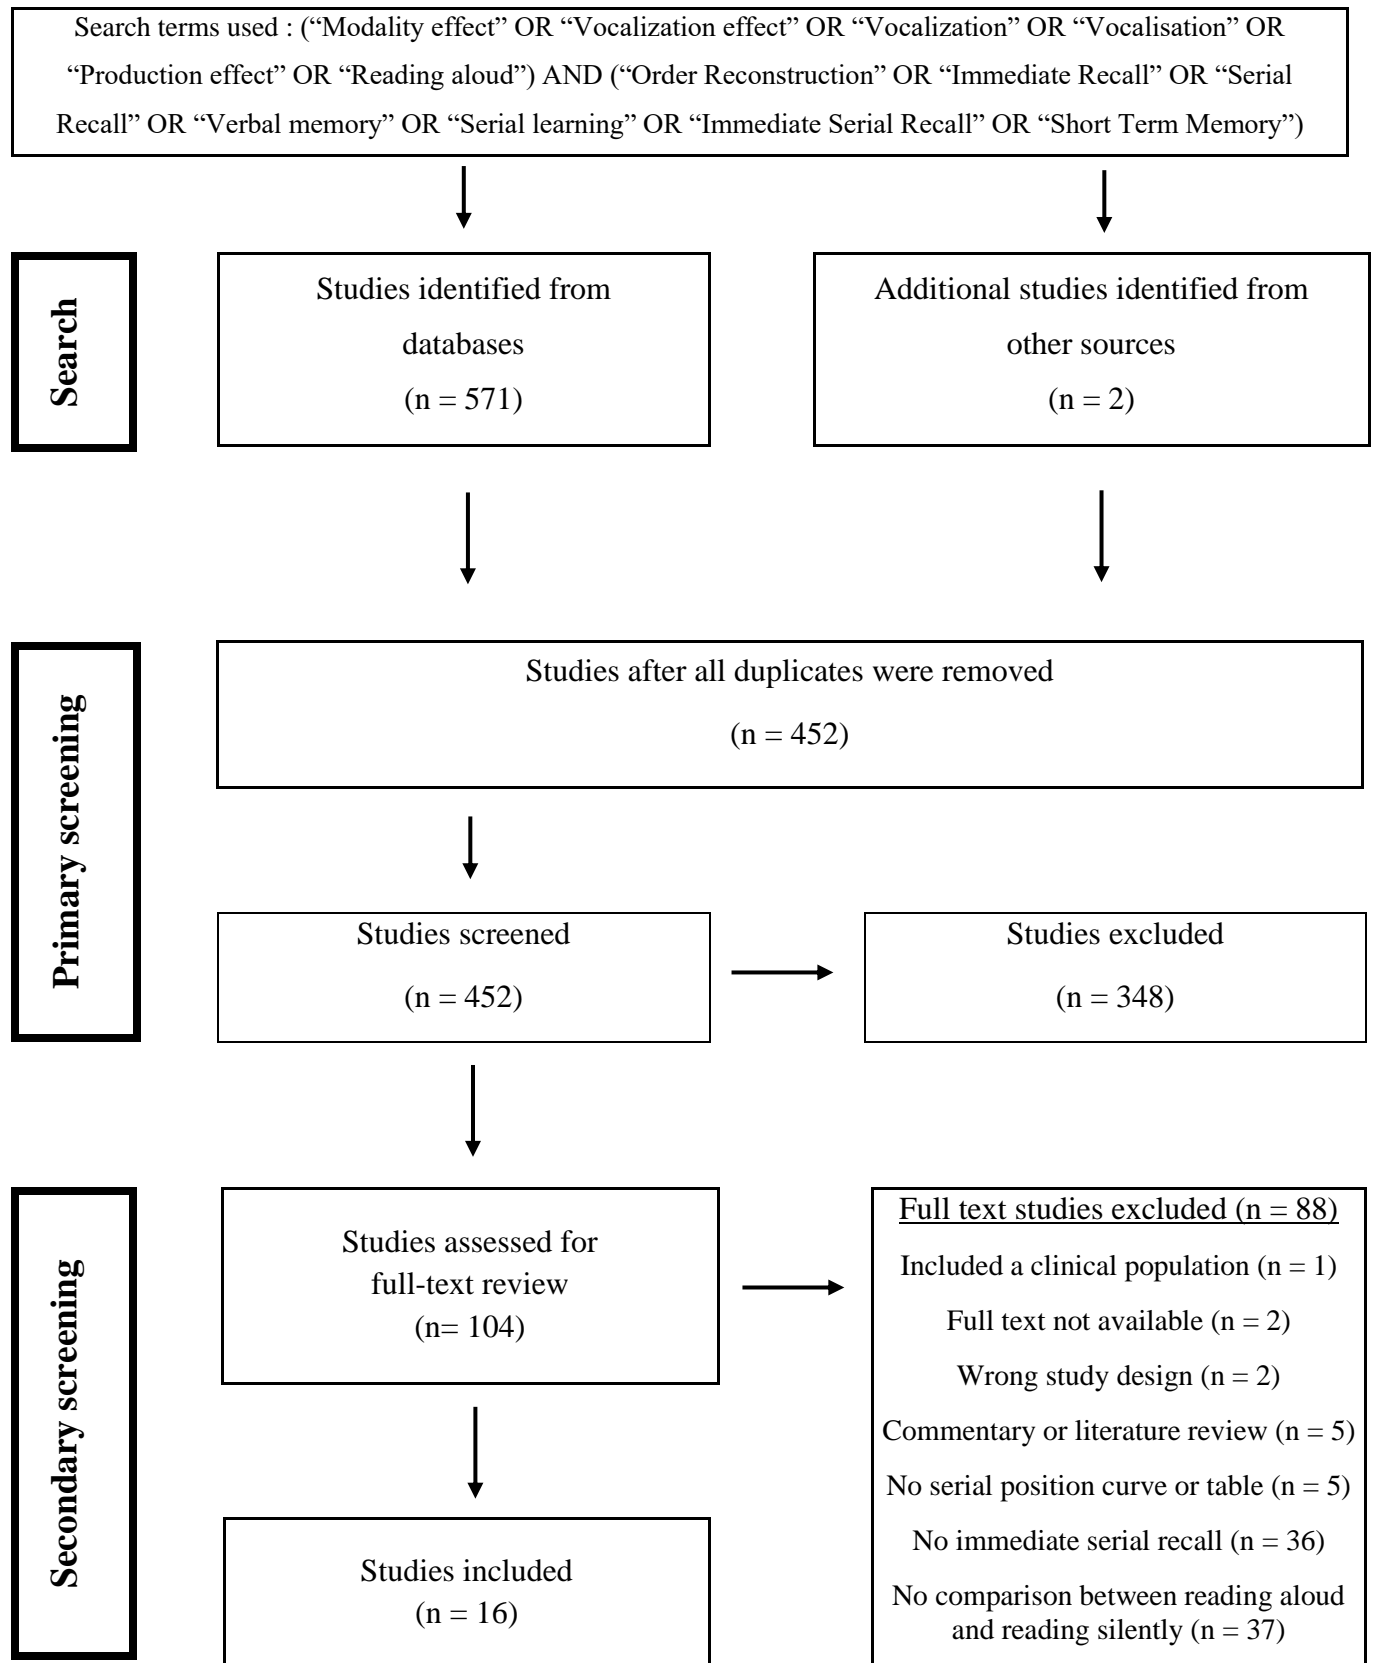 Search terms used : (“Modality effect” OR “Vocalization effect” OR “Vocalization” OR “Vocalisation” OR
“Production effect” OR “Reading aloud”) AND (“Order Reconstruction” OR “Immediate Recall” OR “Serial
Recall” OR “Verbal memory” OR “Serial learning” OR “Immediate Serial Recall” OR “Short Term Memory”)
Search
Studies identified from
databases
(n = 571)
Additional studies identified from
other sources
(n = 2)
Primary screening
Studies after all duplicates were removed
(n = 452)
Studies screened
(n = 452)
Studies excluded
(n = 348)
Secondary screening
Studies assessed for
full-text review
(n= 104)
Full text studies excluded (n = 88)
Included a clinical population (n = 1)
Full text not available (n = 2)
Wrong study design (n = 2)
Commentary or literature review (n = 5)
No serial position curve or table (n = 5)
No immediate serial recall (n = 36)
No comparison between reading aloud
and reading silently (n = 37)
Studies included
(n = 16)